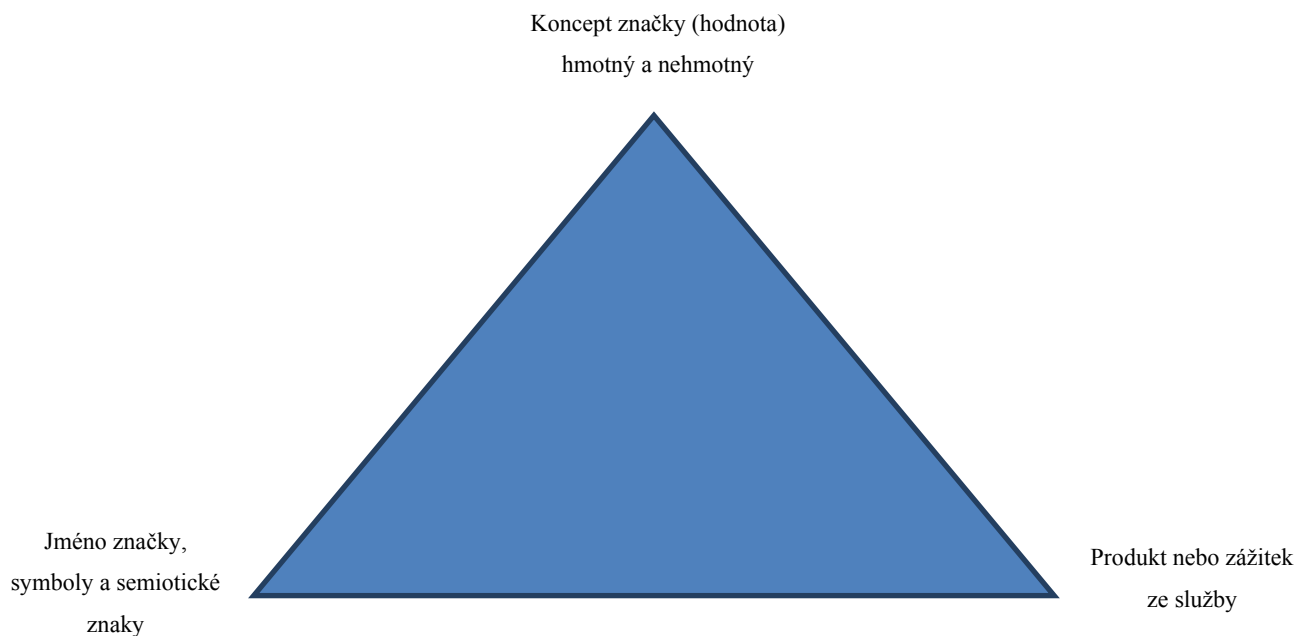 Koncept značky (hodnota)
hmotný a nehmotný
Jméno značky,
symboly a semiotické
znaky
Produkt nebo zážitek
ze služby